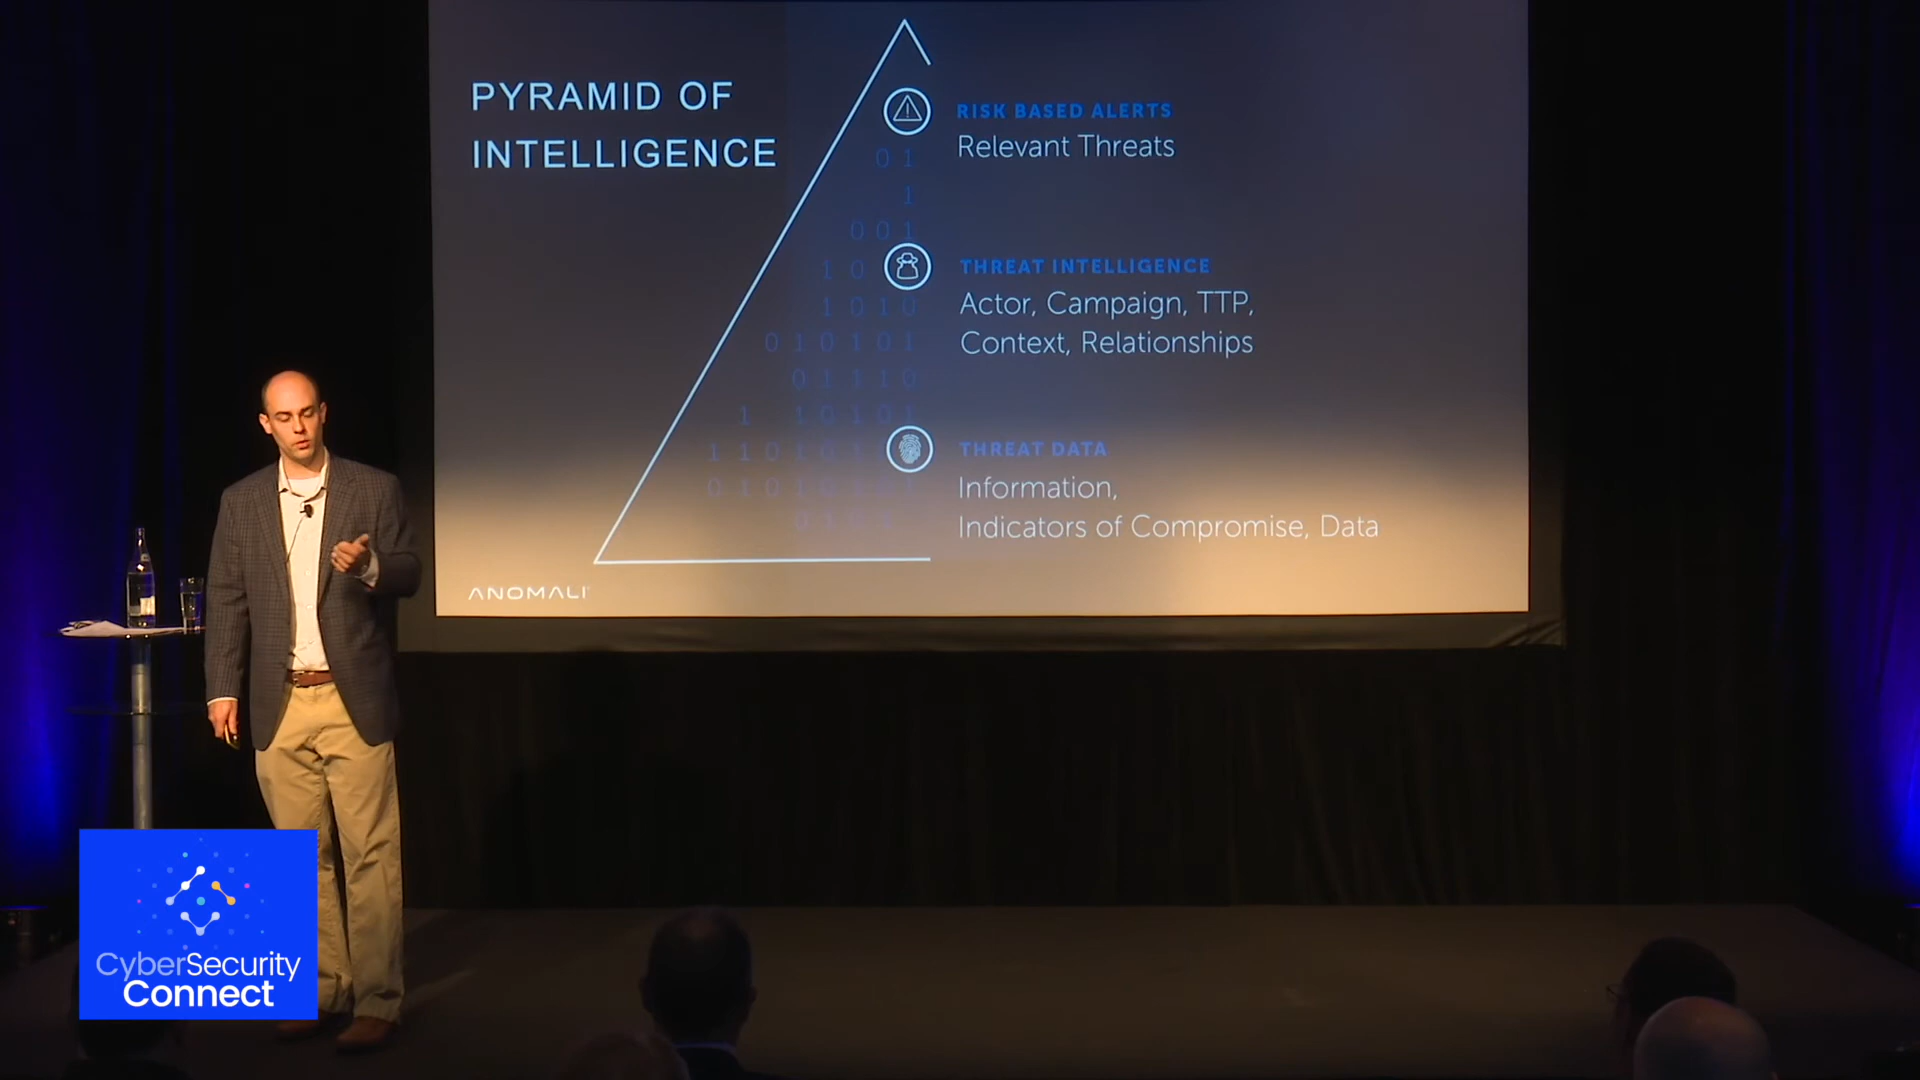 PYRAMID OF
INTELLIGENCE
RISK BASED ALERTS
Relevant Threats
THREAT INTELLIGENCE
Actor, Campaign, TTP,
Context, Relationships
THREAT DATA
Information,
Indicators of Compromise, Data
ANOMALI
CyberSecurity
Connect